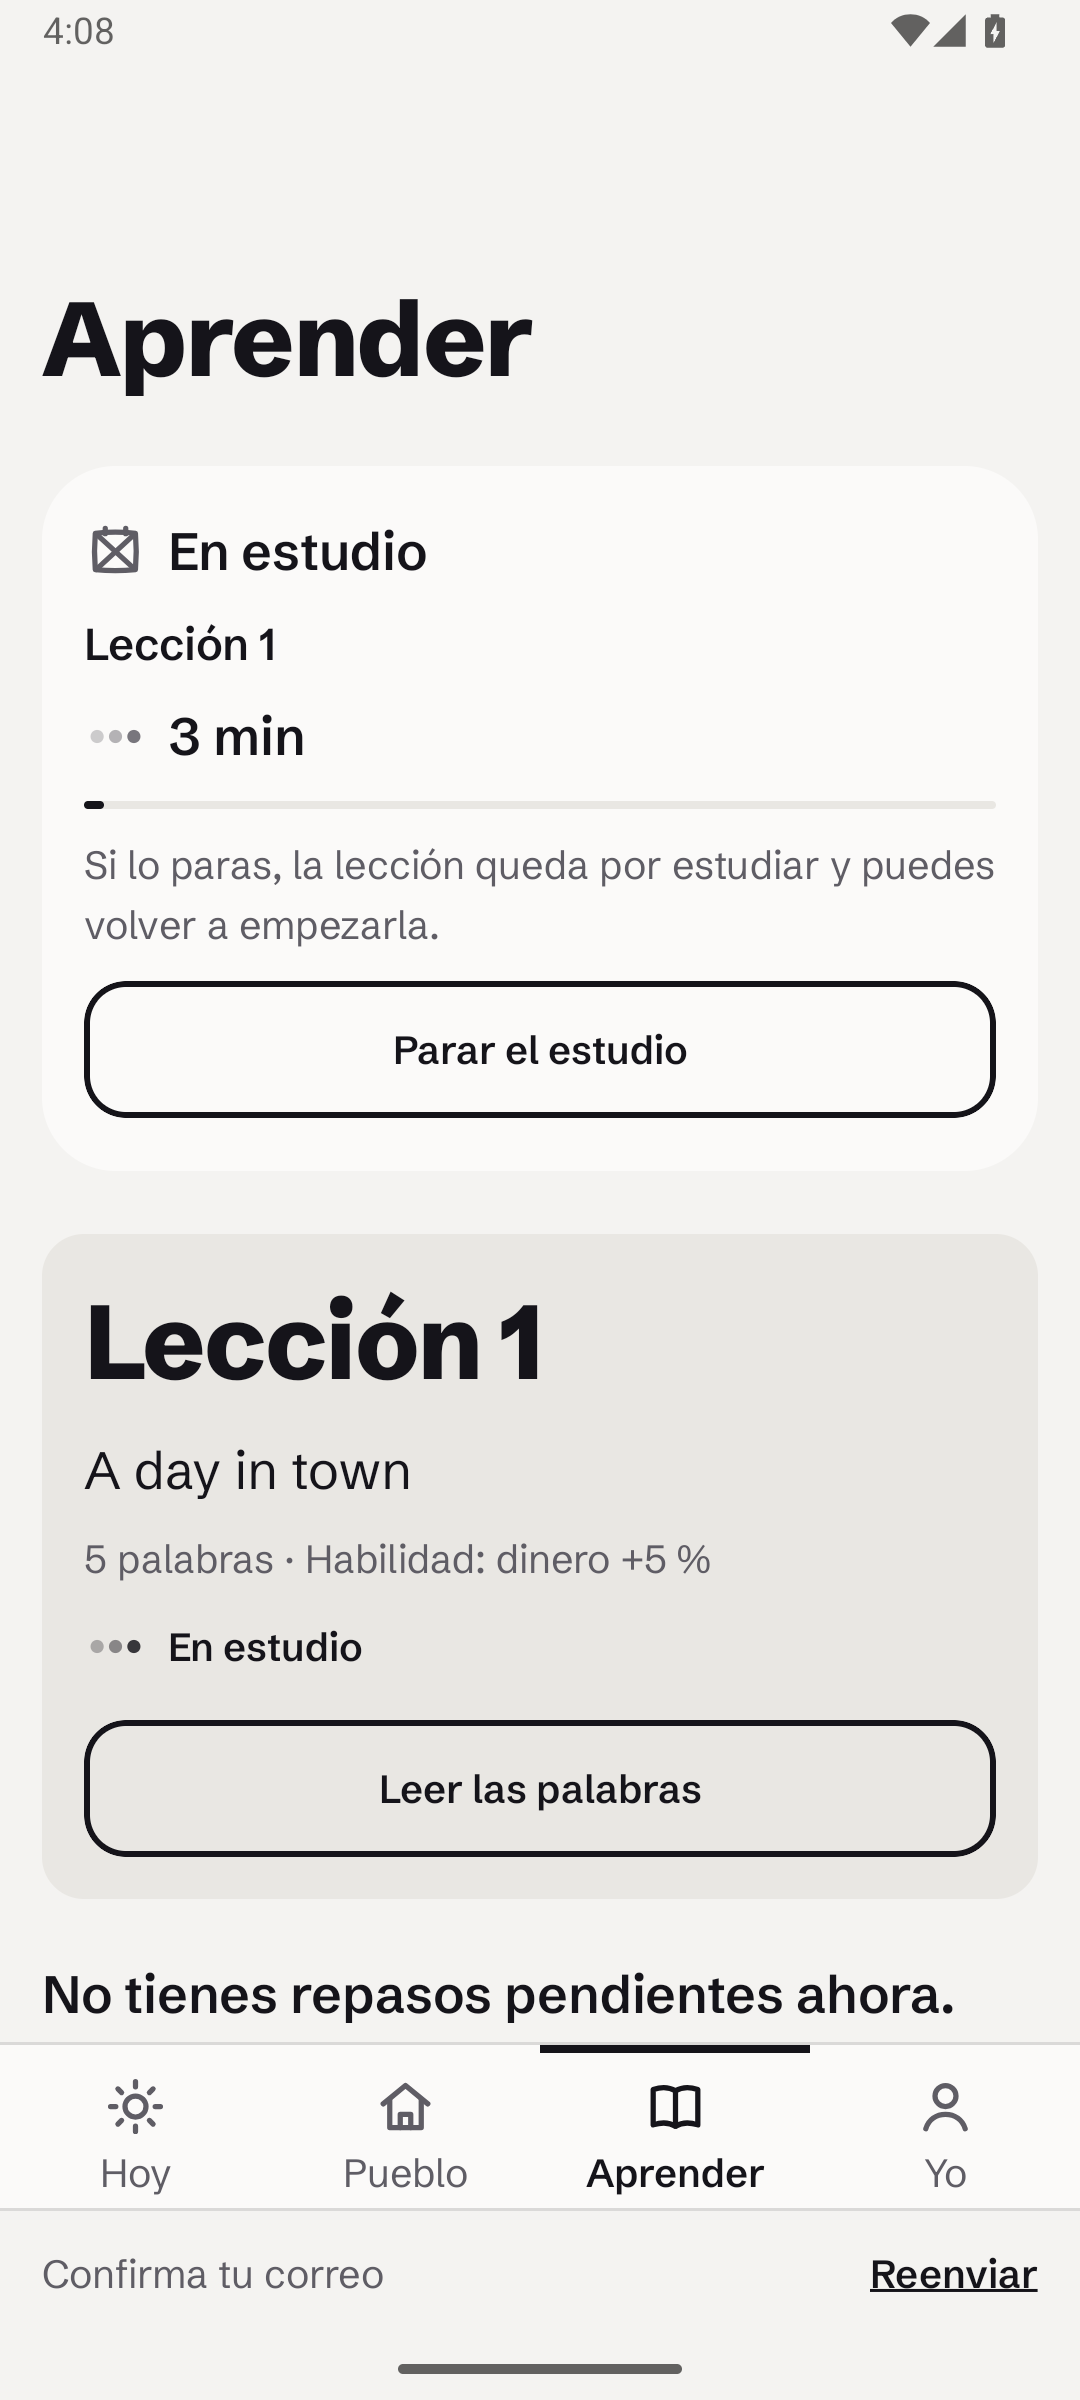 4:08
Aprender
En estudio
Lección 1
3 min
Si lo paras, la lección queda por estudiar y puedes
volver a empezarla.
Parar el estudio
Lección 1
A day in town
5 palabras · Habilidad: dinero +5 %
En estudio
Leer las palabras
No tienes repasos pendientes ahora.
Hoy
Pueblo
Aprender
Yo
Confirma tu correo
Reenviar